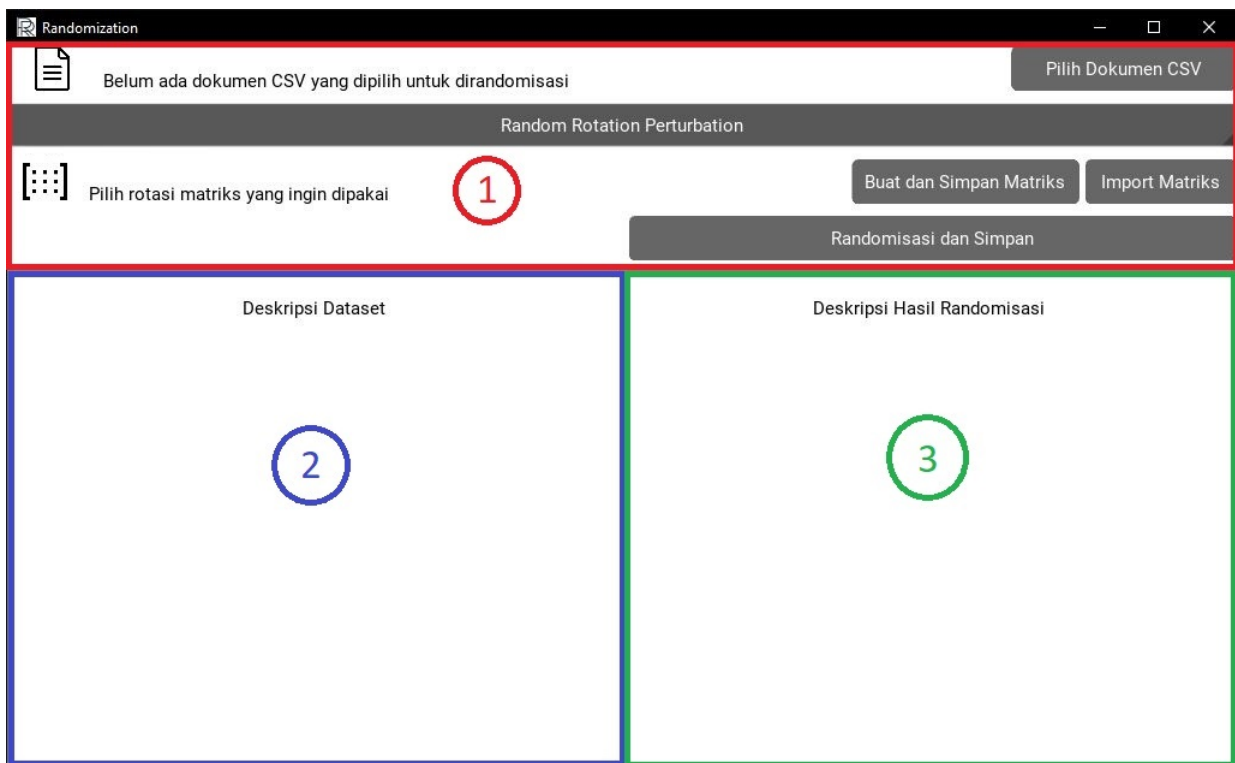 Randomization
Belum ada dokumen CSV yang dipilih untuk dirandomisasi
Pilih Dokumen CSV
Random Rotation Perturbation
Pilih rotasi matriks yang ingin dipakai
1
Buat dan Simpan Matriks
Import Matriks
Randomisasi dan Simpan
Deskripsi Dataset
2
Deskripsi Hasil Randomisasi
3